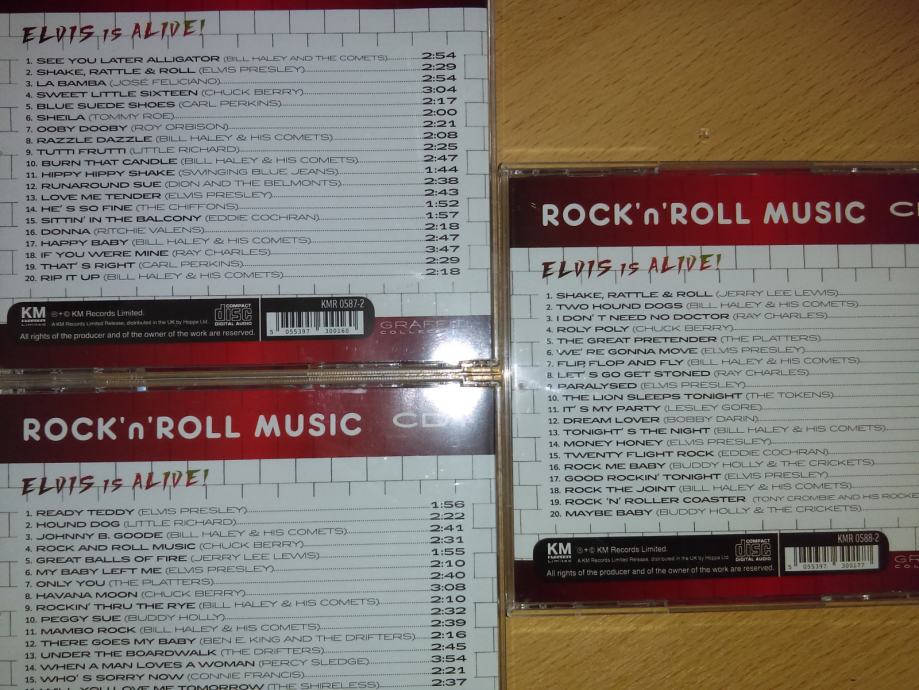 ELVIS is ALIVE!
1. SEE YOU LATER ALLIGATOR (BILL HALEY AND THE COMETS) 2:54
2. SHAKE, RATTLE & ROLL (ELVIS PRESLEY) 2:29
3. LA BAMBA (JOSÉ FELICIANO) 2:54
4. SWEET LITTLE SIXTEEN (CHUCK BERRY) 3:04
5. BLUE SUEDE SHOES (CARL PERKINS) 2:17
6. SHEILA (TOMMY ROE) 2:00
7. OOBY DOOBY (ROY ORBISON) 2:21
8. RAZZLE DAZZLE (BILL HALEY & HIS COMETS) 2:08
9. TUTTI FRUTTI (LITTLE RICHARD) 2:25
10. BURN THAT CANDLE (BILL HALEY & HIS COMETS) 2:47
11. HIPPY HIPPY SHAKE (SWINGING BLUE JEANS) 1:44
12. RUNAROUND SUE (DION AND THE BELMONTS) 2:38
13. LOVE ME TENDER (ELVIS PRESLEY) 2:43
14. HE'S SO FINE (THE CHIFFONS) 1:52
15. SITTIN' IN THE BALCONY (EDDIE COCHRAN) 1:57
16. DONNA (RITCHIE VALENS) 2:18
17. HAPPY BABY (BILL HALEY & HIS COMETS) 2:47
18. IF YOU WERE MINE (RAY CHARLES) 3:47
19. THAT'S RIGHT (CARL PERKINS) 2:29
20. RIP IT UP (BILL HALEY & HIS COMETS) 2:18
KM
℗+© KM Records Limited.
A KM Records Limited Release, distributed in the UK by Hoppa Ltd.
All rights of the producer and of the owner of the work are reserved.
COMPACT disc DIGITAL AUDIO
KMR 0587-2
5 055397 300160
ROCK'n'ROLL MUSIC CD
ELVIS is ALIVE!
1. READY TEDDY (ELVIS PRESLEY) 1:56
2. HOUND DOG (LITTLE RICHARD) 2:22
3. JOHNNY B. GOODE (BILL HALEY & HIS COMETS) 2:41
4. ROCK AND ROLL MUSIC (CHUCK BERRY) 2:31
5. GREAT BALLS OF FIRE (JERRY LEE LEWIS) 1:55
6. MY BABY LEFT ME (ELVIS PRESLEY) 2:10
7. ONLY YOU (THE PLATTERS) 2:40
8. HAVANA MOON (CHUCK BERRY) 3:08
9. ROCKIN' THRU THE RYE (BILL HALEY & HIS COMETS) 2:10
10. PEGGY SUE (BUDDY HOLLY) 2:32
11. MAMBO ROCK (BILL HALEY & HIS COMETS) 2:39
12. THERE GOES MY BABY (BEN E. KING AND THE DRIFTERS) 2:16
13. UNDER THE BOARDWALK (THE DRIFTERS) 2:45
14. WHEN A MAN LOVES A WOMAN (PERCY SLEDGE) 3:54
15. WHO'S SORRY NOW (CONNIE FRANCIS) 2:21
YOU LOVE ME TOMORROW (THE SHIRELESS) 2:37
ROCK'n'ROLL MUSIC
ELVIS is ALIVE!
1. SHAKE, RATTLE & ROLL (JERRY LEE LEWIS)
2. TWO HOUND DOGS (BILL HALEY & HIS COMETS)
3. I DON'T NEED NO DOCTOR (RAY CHARLES)
4. ROLY POLY (CHUCK BERRY)
5. THE GREAT PRETENDER (THE PLATTERS)
6. WE'RE GONNA MOVE (ELVIS PRESLEY)
7. FLIP, FLOP AND FLY (BILL HALEY & HIS COMETS)
8. LET'S GO GET STONED (RAY CHARLES)
9. PARALYSED (ELVIS PRESLEY)
10. THE LION SLEEPS TONIGHT (THE TOKENS)
11. IT'S MY PARTY (LESLEY GORE)
12. DREAM LOVER (BOBBY DARIN)
13. TONIGHT'S THE NIGHT (BILL HALEY & HIS COMETS)
14. MONEY HONEY (ELVIS PRESLEY)
15. TWENTY FLIGHT ROCK (EDDIE COCHRAN)
16. ROCK ME BABY (BUDDY HOLLY & THE CRICKETS)
17. GOOD ROCKIN' TONIGHT (ELVIS PRESLEY)
18. ROCK THE JOINT (BILL HALEY & HIS COMETS)
19. ROCK 'N' ROLLER COASTER (TONY CROMBIE AND HIS ROCKE
20. MAYBE BABY (BUDDY HOLLY & THE CRICKETS)
KM
℗+© KM Records Limited.
A KM Records Limited Release, distributed in the UK by Hoppa Ltd
All rights of the producer and of the owner of the work are reserved.
COMPACT disc DIGITAL AUDIO
KMR 0588-2
5 055397 300177